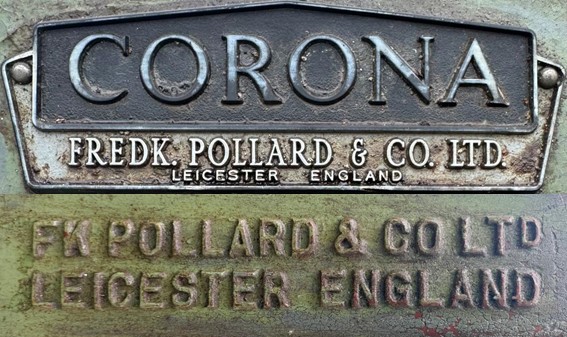 CORONA
FREDK. POLLARD & CO. LTD.
LEICESTER ENGLAND
FK POLLARD & CO LTD
LEICESTER ENGLAND